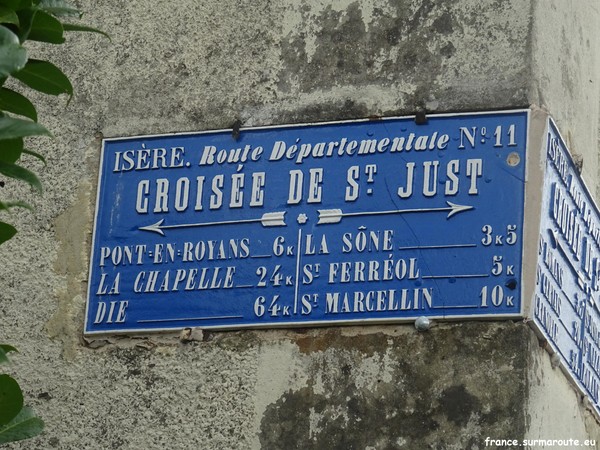 ISÈRE. Route Départementale No. 11
CROISÉE DE ST JUST
PONT=EN=ROYANS 6K
LA CHAPELLE 24K
DIE 64K
LA SÔNE 3K5
ST FERRÉOL 5K
ST MARCELLIN 10K
france.surmaroute.eu